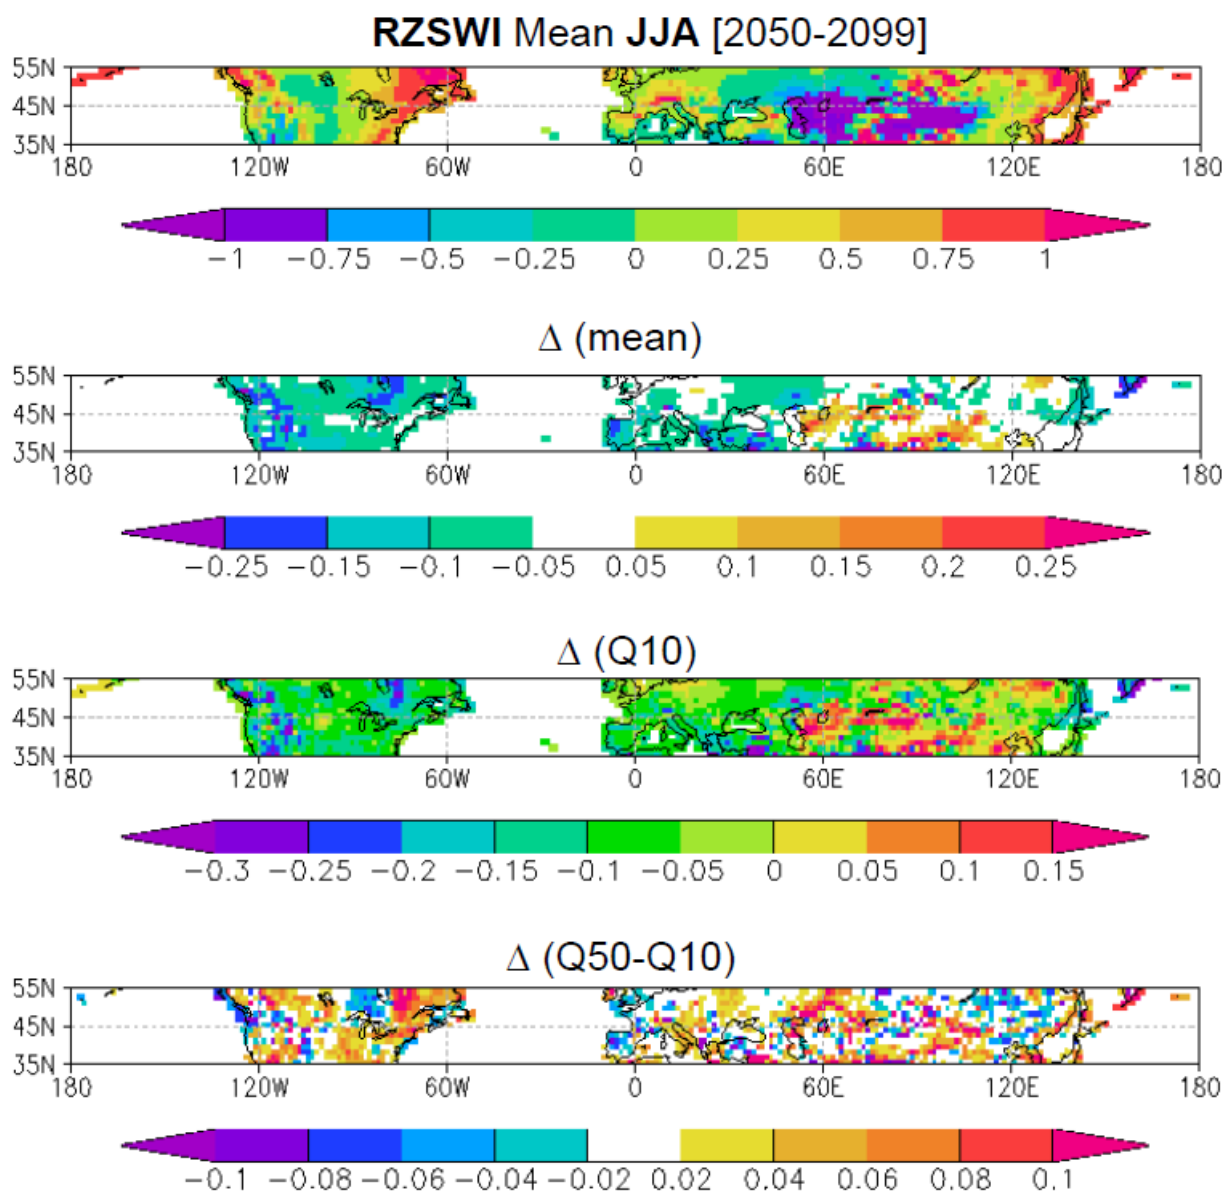 RZSWI Mean JJA [2050-2099]
55N
45N
35N
180 120W 60W 0 60E 120E 180
−1 −0.75 −0.5 −0.25 0 0.25 0.5 0.75 1
Δ (mean)
55N
45N
35N
180 120W 60W 0 60E 120E 180
−0.25 −0.15 −0.1 −0.05 0.05 0.1 0.15 0.2 0.25
Δ (Q10)
55N
45N
35N
180 120W 60W 0 60E 120E 180
−0.3 −0.25 −0.2 −0.15 −0.1 −0.05 0 0.05 0.1 0.15
Δ (Q50-Q10)
55N
45N
35N
180 120W 60W 0 60E 120E 180
−0.1 −0.08 −0.06 −0.04 −0.02 0.02 0.04 0.06 0.08 0.1